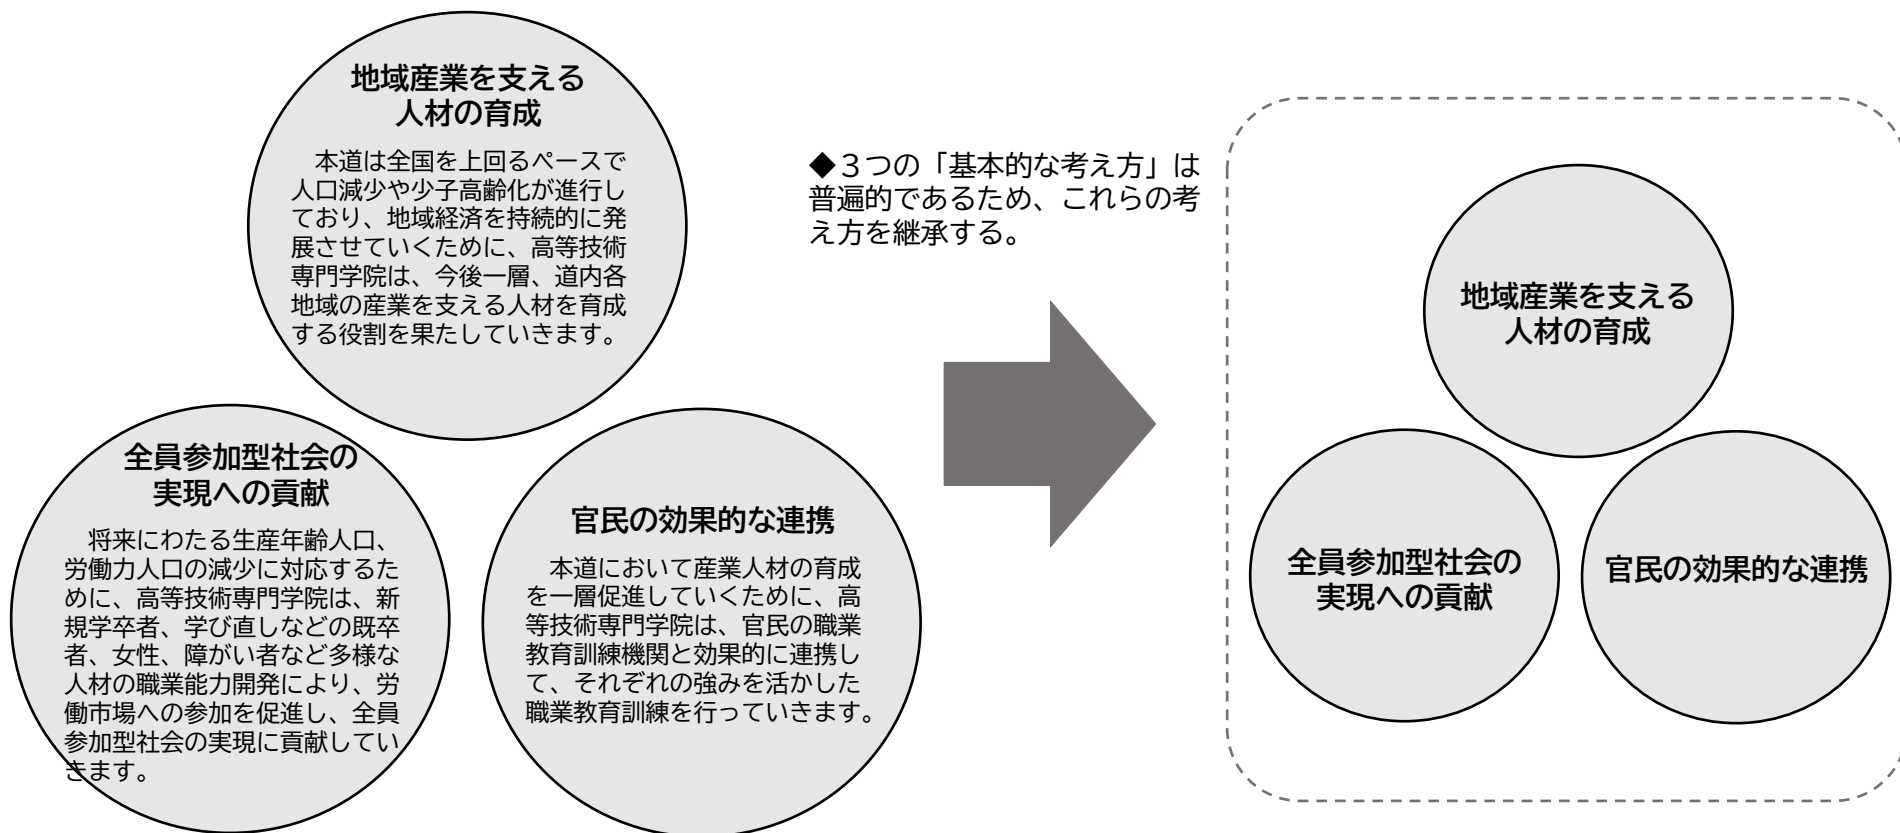 地域産業を支える
人材の育成
　本道は全国を上回るペースで
人口減少や少子高齢化が進行し
ており、地域経済を持続的に発
展させていくために、高等技術
専門学院は、今後一層、道内各
地域の産業を支える人材を育成
する役割を果たしていきます。
全員参加型社会の
実現への貢献
　将来にわたる生産年齢人口、
労働力人口の減少に対応するた
めに、高等技術専門学院は、新
規学卒者、学び直しなどの既卒
者、女性、障がい者など多様な
人材の職業能力開発により、労
働市場への参加を促進し、全員
参加型社会の実現に貢献してい
きます。
官民の効果的な連携
　本道において産業人材の育成
を一層促進していくために、高
等技術専門学院は、官民の職業
教育訓練機関と効果的に連携し
て、それぞれの強みを活かした
職業教育訓練を行っていきます。
◆３つの「基本的な考え方」は
普遍的であるため、これらの考
え方を継承する。
地域産業を支える
人材の育成
全員参加型社会の
実現への貢献
官民の効果的な連携